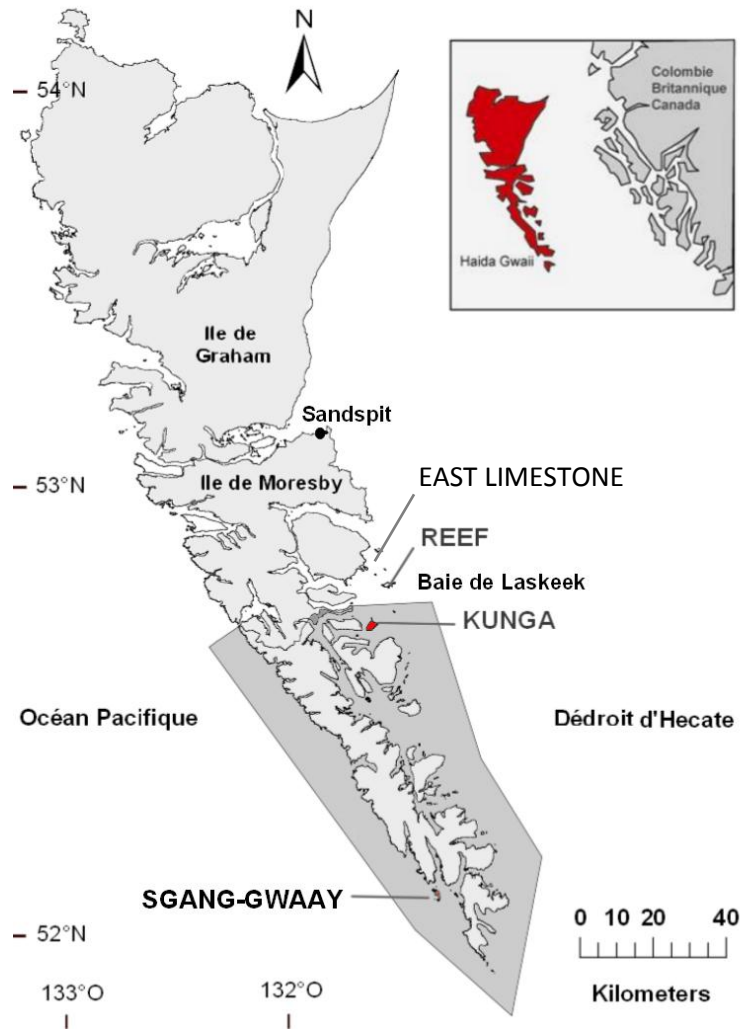 N
54°N
Colombie
Britannique
Canada
Haida Gwaii
Ile de
Graham
Sandspit
53°N
Ile de Moresby
EAST LIMESTONE
REEF
Baie de Laskeek
KUNGA
Océan Pacifique
Dédroit d'Hecate
SGANG-GWAAY
0 10 20 40
Kilometers
52°N
133°O
132°O